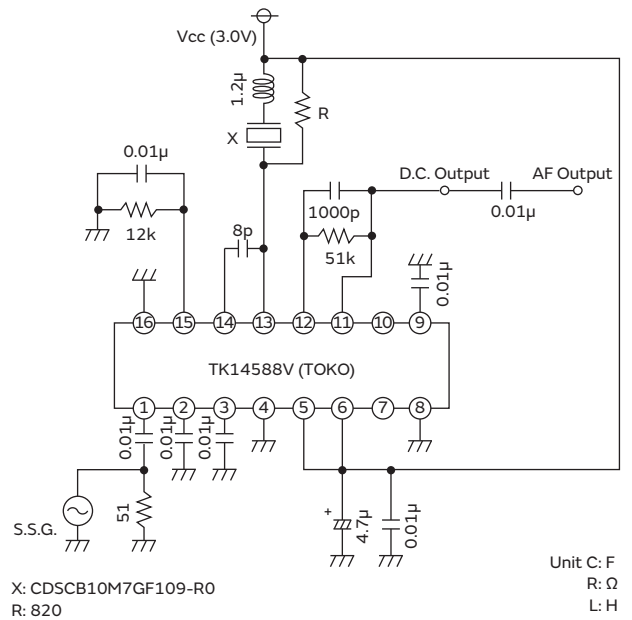 Vcc (3.0V)
1.2µ
R
X
0.01µ
12k
8p
1000p
51k
D.C. Output
AF Output
0.01µ
0.01µ
16
15
14
13
12
11
10
9
TK14588V (TOKO)
1
2
3
4
5
6
7
8
0.01µ
0.01µ
0.01µ
S.S.G.
51
+
4.7µ
0.01µ
X: CDSCB10M7GF109-R0
R: 820
Unit C: F
R: Ω
L: H